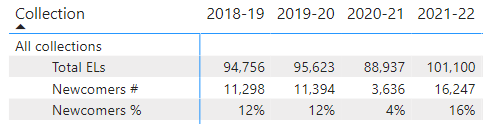 Collection 2018-19 2019-20 2020-21 2021-22
All collections
Total ELs 94,756 95,623 88,937 101,100
Newcomers # 11,298 11,394 3,636 16,247
Newcomers % 12% 12% 4% 16%